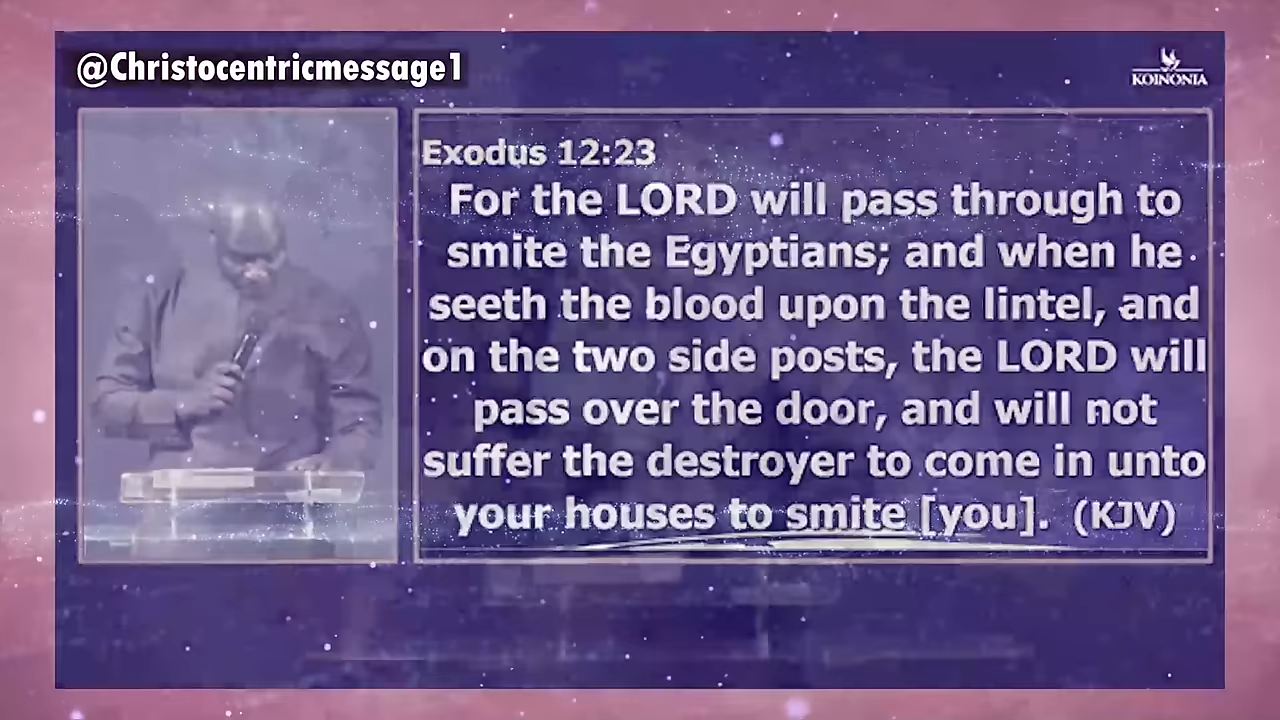 @Christocentricmessage1
KOINONIA
Exodus 12:23
For the LORD will pass through to
smite the Egyptians; and when he
seeth the blood upon the lintel, and
on the two side posts, the LORD will
pass over the door, and will not
suffer the destroyer to come in unto
your houses to smite [you]. (KJV)